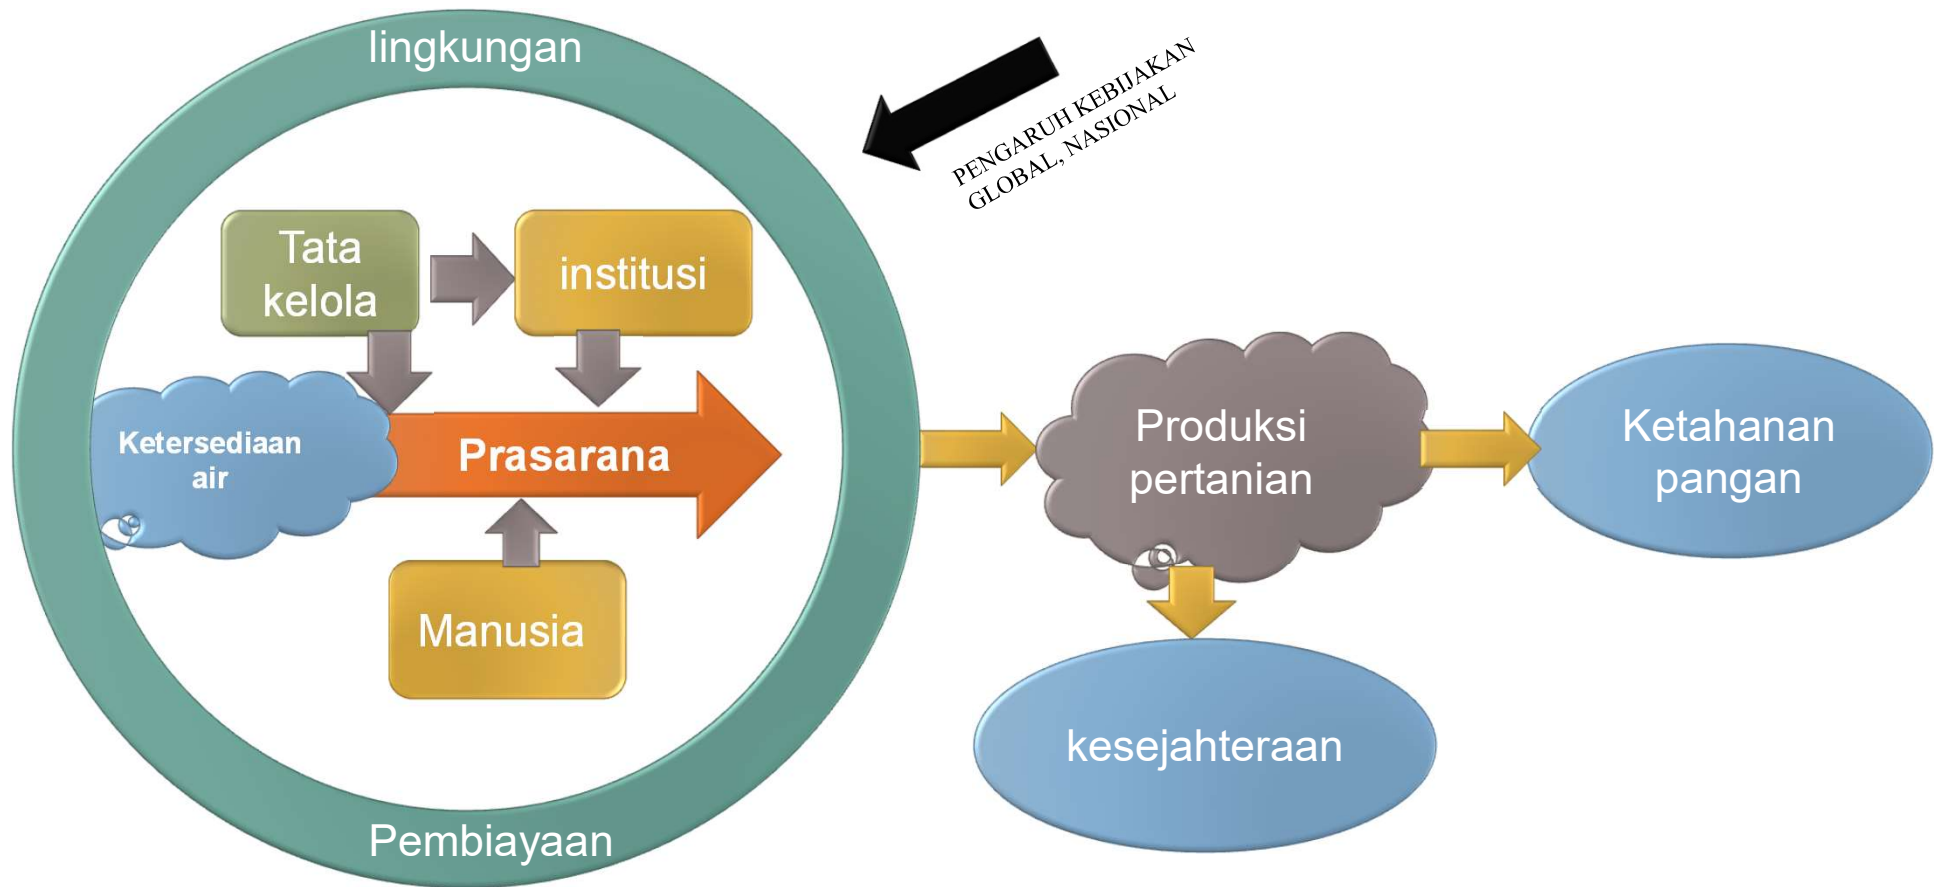 lingkungan
PENGARUH KEBIJAKAN
GLOBAL, NASIONAL
Tata
kelola
institusi
Ketersediaan
air
Prasarana
Manusia
Pembiayaan
Produksi
pertanian
Ketahanan
pangan
kesejahteraan